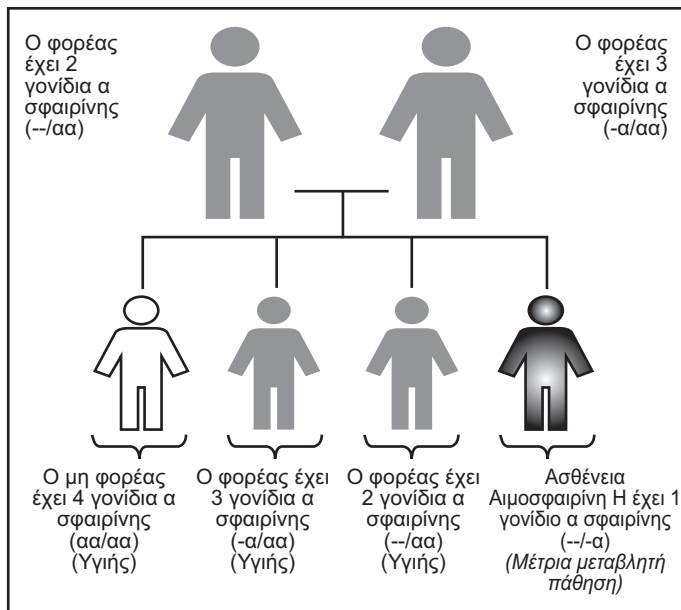 Ο φορέας
έχει 2
γονίδια α
σφαιρίνης
(--/αα)
Ο φορέας
έχει 3
γονίδια α
σφαιρίνης
(-α/αα)
Ο μη φορέας
έχει 4 γονίδια α
σφαιρίνης
(αα/αα)
(Υγιής)
Ο φορέας έχει
3 γονίδια α
σφαιρίνης
(-α/αα)
(Υγιής)
Ο φορέας έχει
2 γονίδια α
σφαιρίνης
(--/αα)
(Υγιής)
Ασθένεια
Αιμοσφαιρίνη Η έχει 1
γονίδιο α σφαιρίνης
(--/-α)
(Μέτρια μεταβλητή
πάθηση)